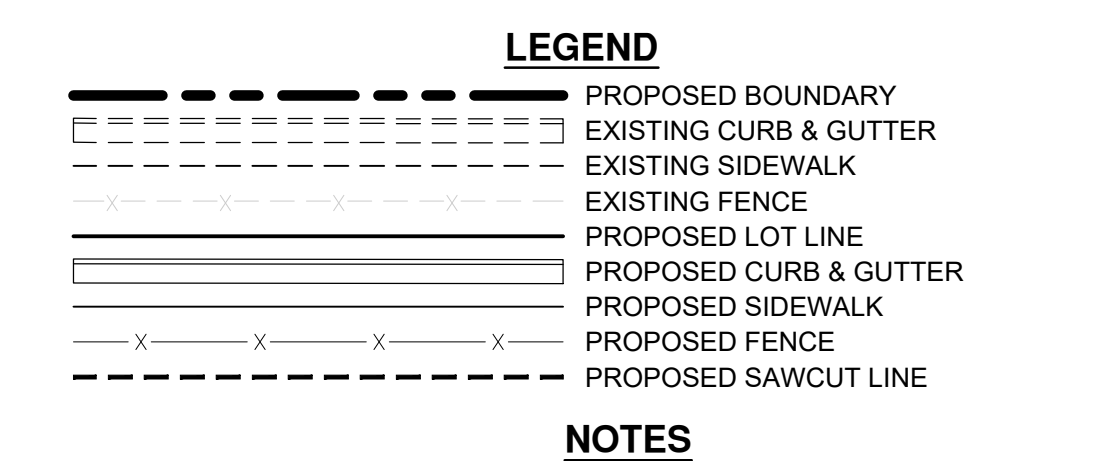 LEGEND
PROPOSED BOUNDARY
EXISTING CURB & GUTTER
EXISTING SIDEWALK
X X X X EXISTING FENCE
PROPOSED LOT LINE
PROPOSED CURB & GUTTER
PROPOSED SIDEWALK
X X X X PROPOSED FENCE
PROPOSED SAWCUT LINE
NOTES